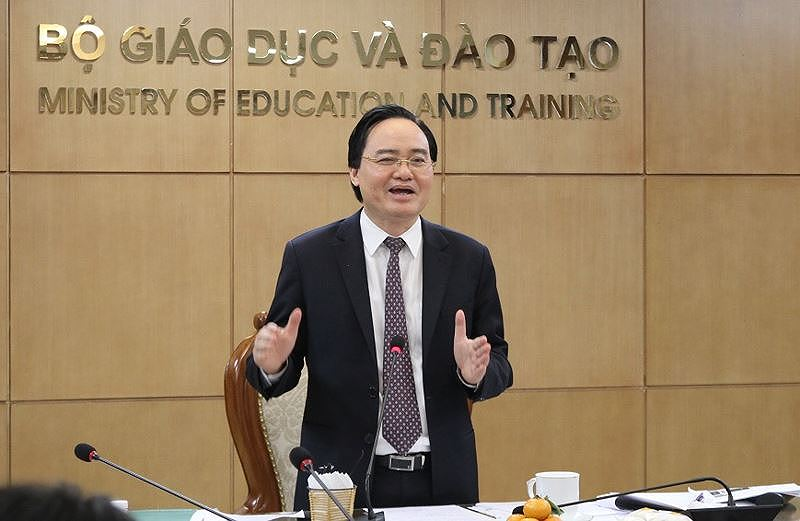 BỘ GIÁO DỤC VÀ ĐÀO TẠO
MINISTRY OF EDUCATION AND TRAINING